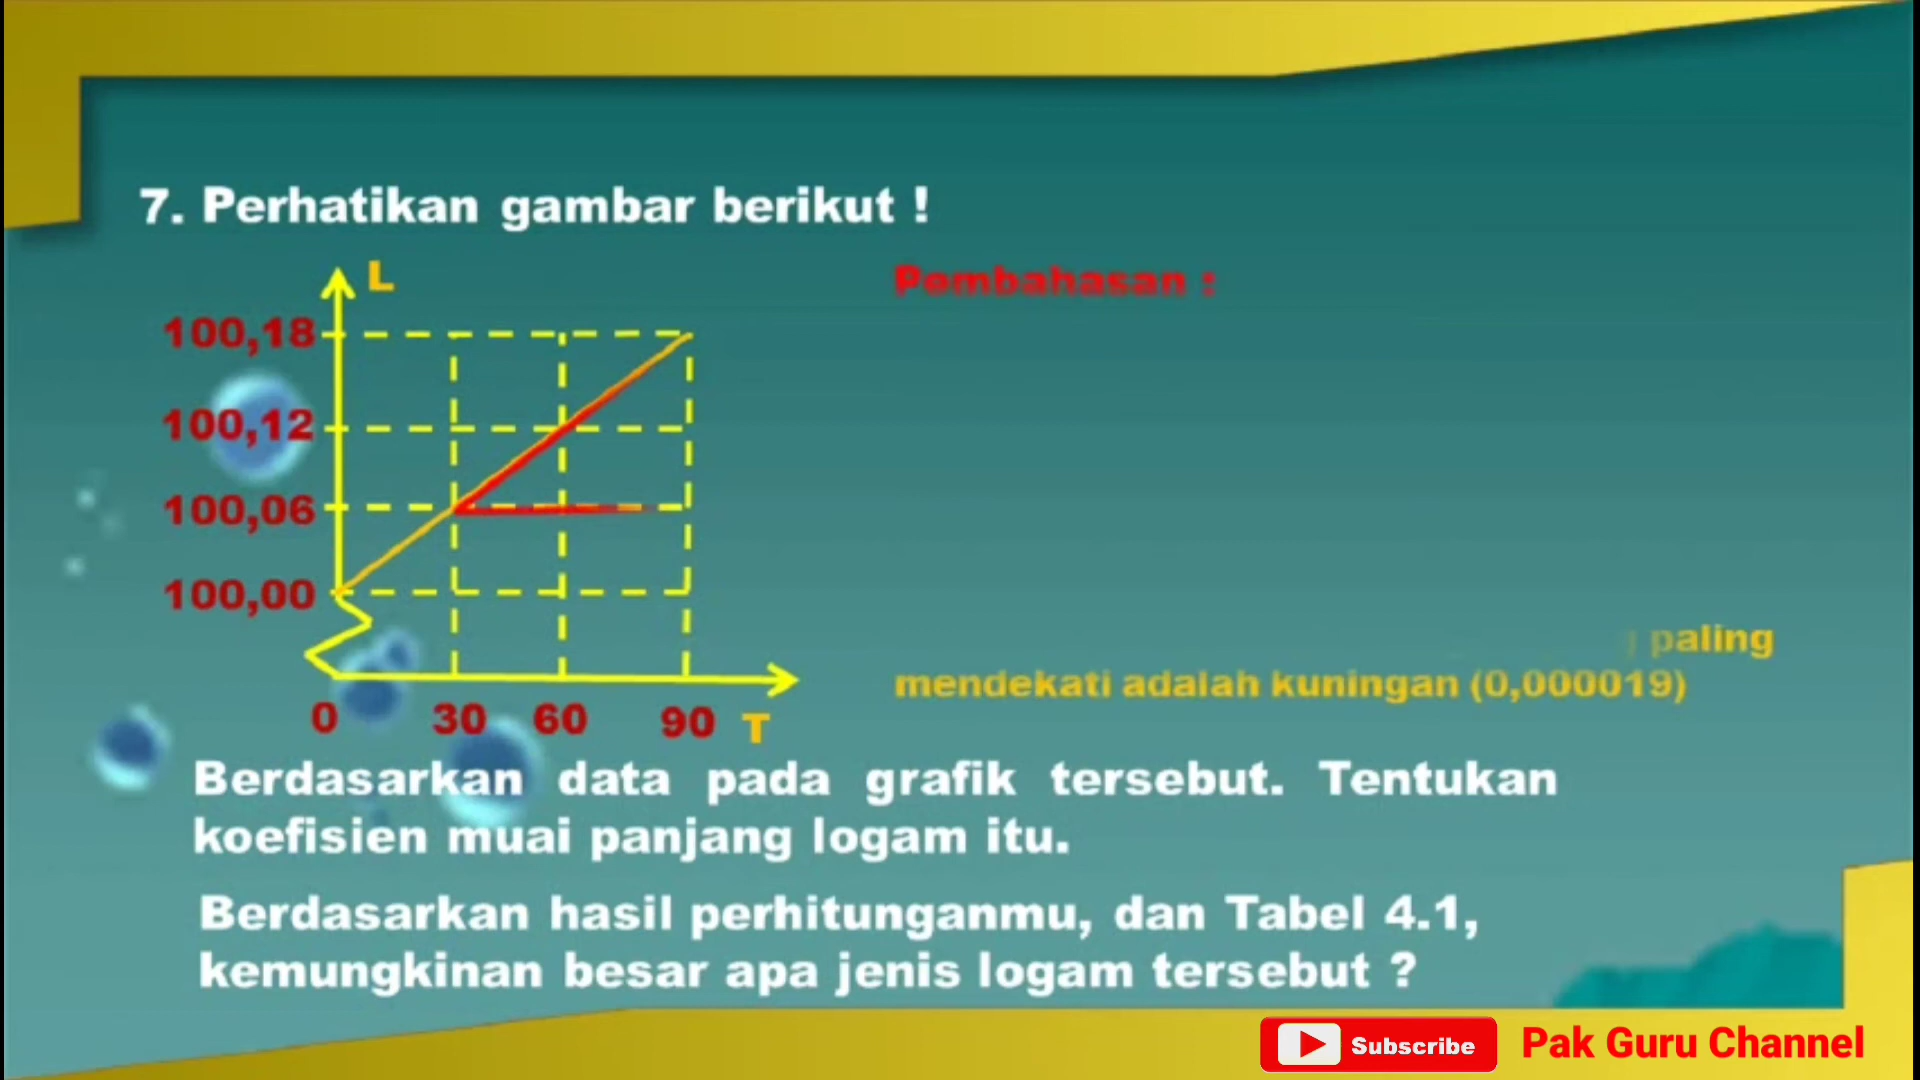 7. Perhatikan gambar berikut !
L
Pembahasan :
100,18
100,12
100,06
100,00
0 30 60 90 T
paling
mendekati adalah kuningan (0,000019)
Berdasarkan data pada grafik tersebut. Tentukan
koefisien muai panjang logam itu.
Berdasarkan hasil perhitunganmu, dan Tabel 4.1,
kemungkinan besar apa jenis logam tersebut ?
Subscribe Pak Guru Channel